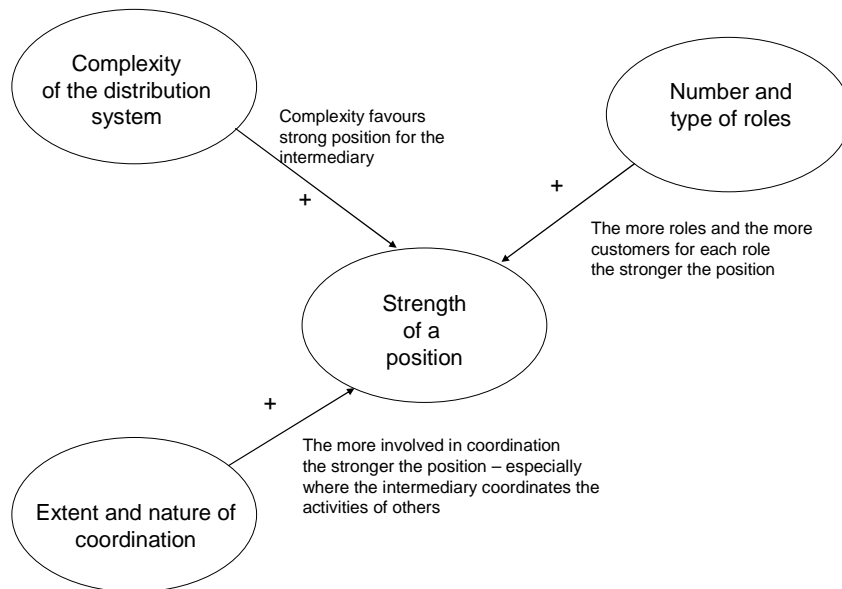 Complexity
of the distribution
system
Number and
type of roles
Complexity favours
strong position for the
intermediary
+
+
The more roles and the more
customers for each role
the stronger the position
Strength
of a
position
+
The more involved in coordination
the stronger the position – especially
where the intermediary coordinates the
activities of others
Extent and nature of
coordination